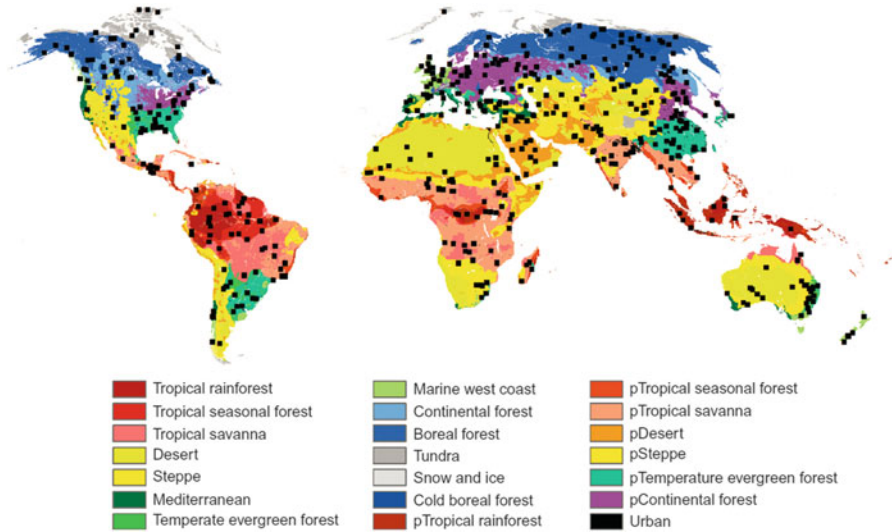 Tropical rainforest
Tropical seasonal forest
Tropical savanna
Desert
Steppe
Mediterranean
Temperate evergreen forest
Marine west coast
Continental forest
Boreal forest
Tundra
Snow and ice
Cold boreal forest
pTropical rainforest
pTropical seasonal forest
pTropical savanna
pDesert
pSteppe
pTemperature evergreen forest
pContinental forest
Urban